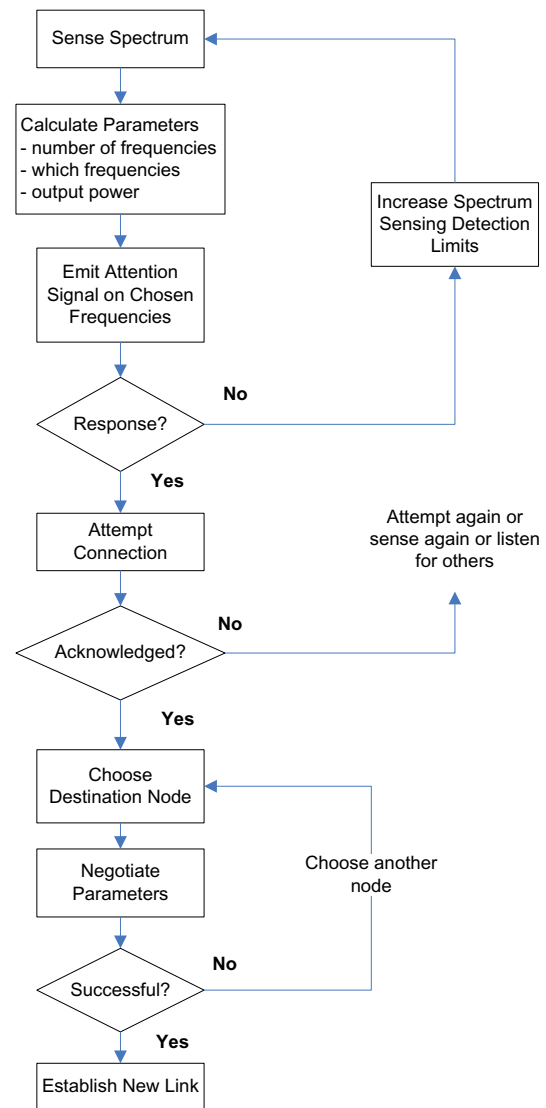 Sense Spectrum
Calculate Parameters
- number of frequencies
- which frequencies
- output power
Increase Spectrum
Sensing Detection
Limits
Emit Attention
Signal on Chosen
Frequencies
No
Response?
Yes
Attempt
Connection
Attempt again or
sense again or listen
for others
No
Acknowledged?
Yes
Choose
Destination Node
Negotiate
Parameters
Choose another
node
No
Successful?
Yes
Establish New Link